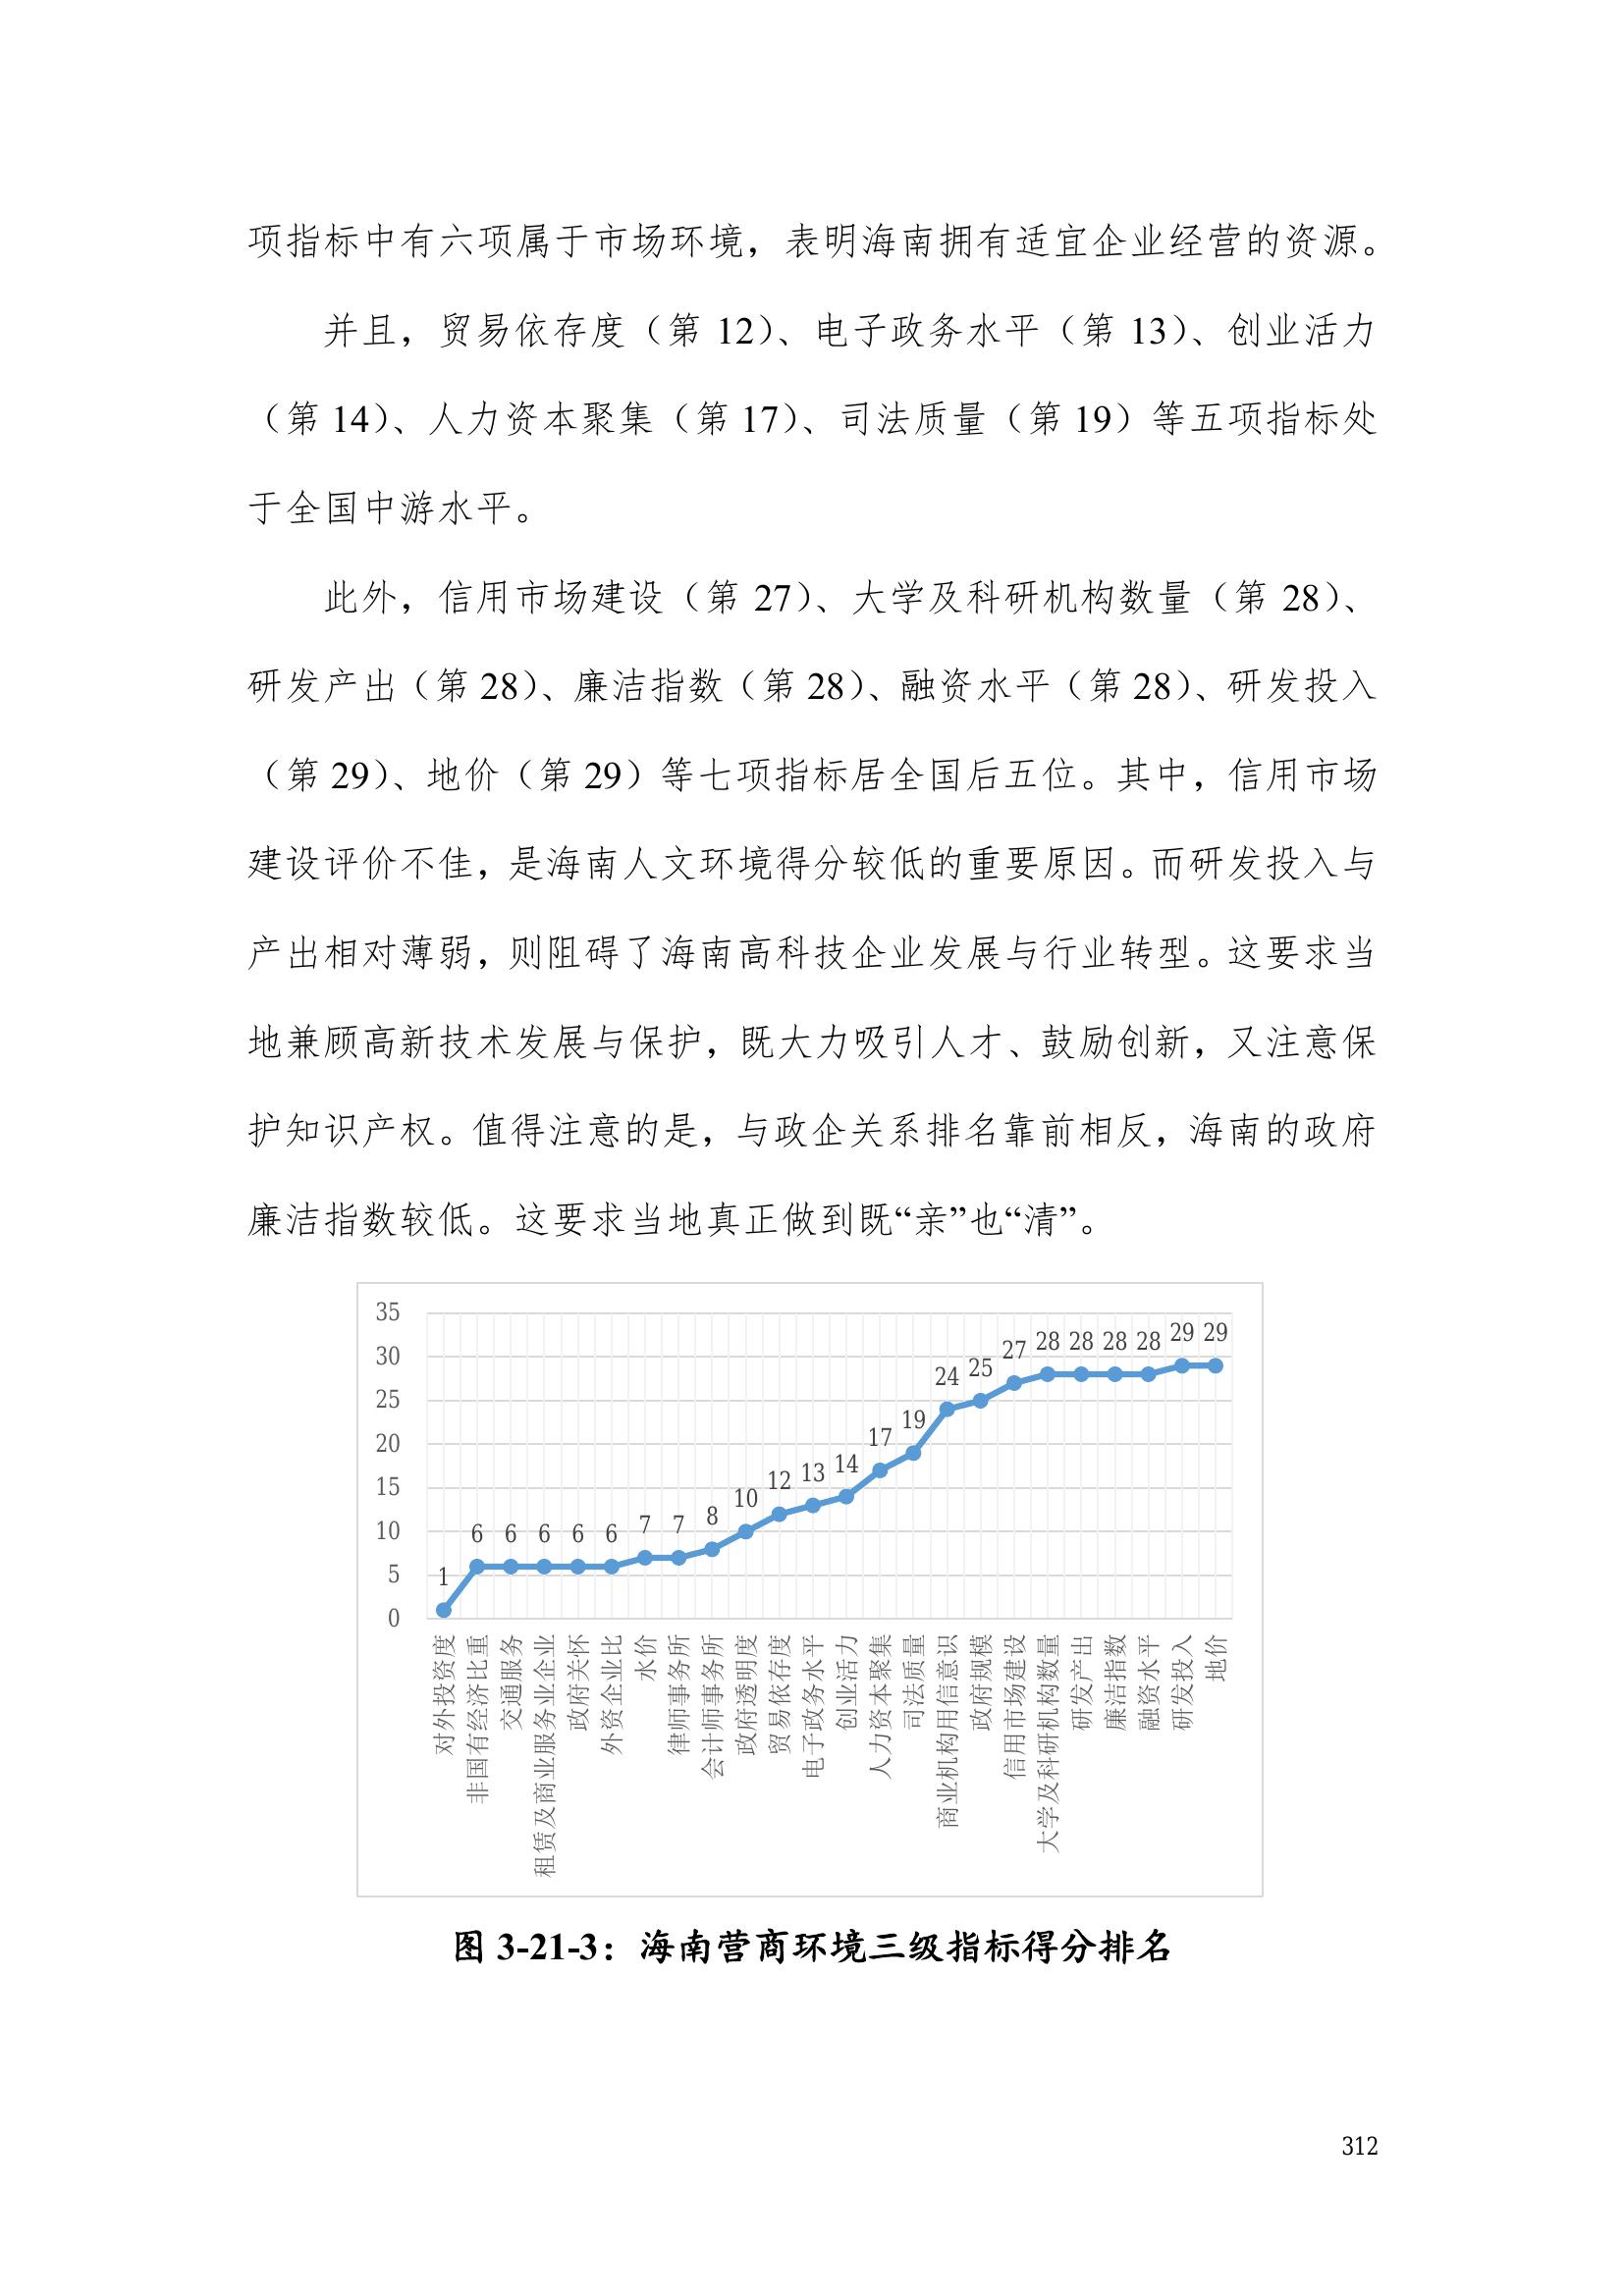 项指标中有六项属于市场环境，表明海南拥有适宜企业经营的资源。
并且，贸易依存度（第 12）、电子政务水平（第 13）、创业活力
（第 14）、人力资本聚集（第 17）、司法质量（第 19）等五项指标处
于全国中游水平。
此外，信用市场建设（第 27）、大学及科研机构数量（第 28）、
研发产出（第 28）、廉洁指数（第 28）、融资水平（第 28）、研发投入
（第 29）、地价（第 29）等七项指标居全国后五位。其中，信用市场
建设评价不佳，是海南人文环境得分较低的重要原因。而研发投入与
产出相对薄弱，则阻碍了海南高科技企业发展与行业转型。这要求当
地兼顾高新技术发展与保护，既大力吸引人才、鼓励创新，又注意保
护知识产权。值得注意的是，与政企关系排名靠前相反，海南的政府
廉洁指数较低。这要求当地真正做到既“亲”也“清”。
35
30
25
20
15
10
5
0
1
6
6
6
6
6
7
7
8
10
12
13
14
17
19
24
25
27
28
28
28
28
29
29
对外投资度
非国有经济比重
交通服务
租赁及商业服务业企业
政府关怀
外资企业比
水价
律师事务所
会计师事务所
政府透明度
贸易依存度
电子政务水平
创业活力
人力资本聚集
司法质量
商业机构用信意识
政府规模
信用市场建设
大学及科研机构数量
研发产出
廉洁指数
融资水平
研发投入
地价
图 3-21-3：海南营商环境三级指标得分排名
312